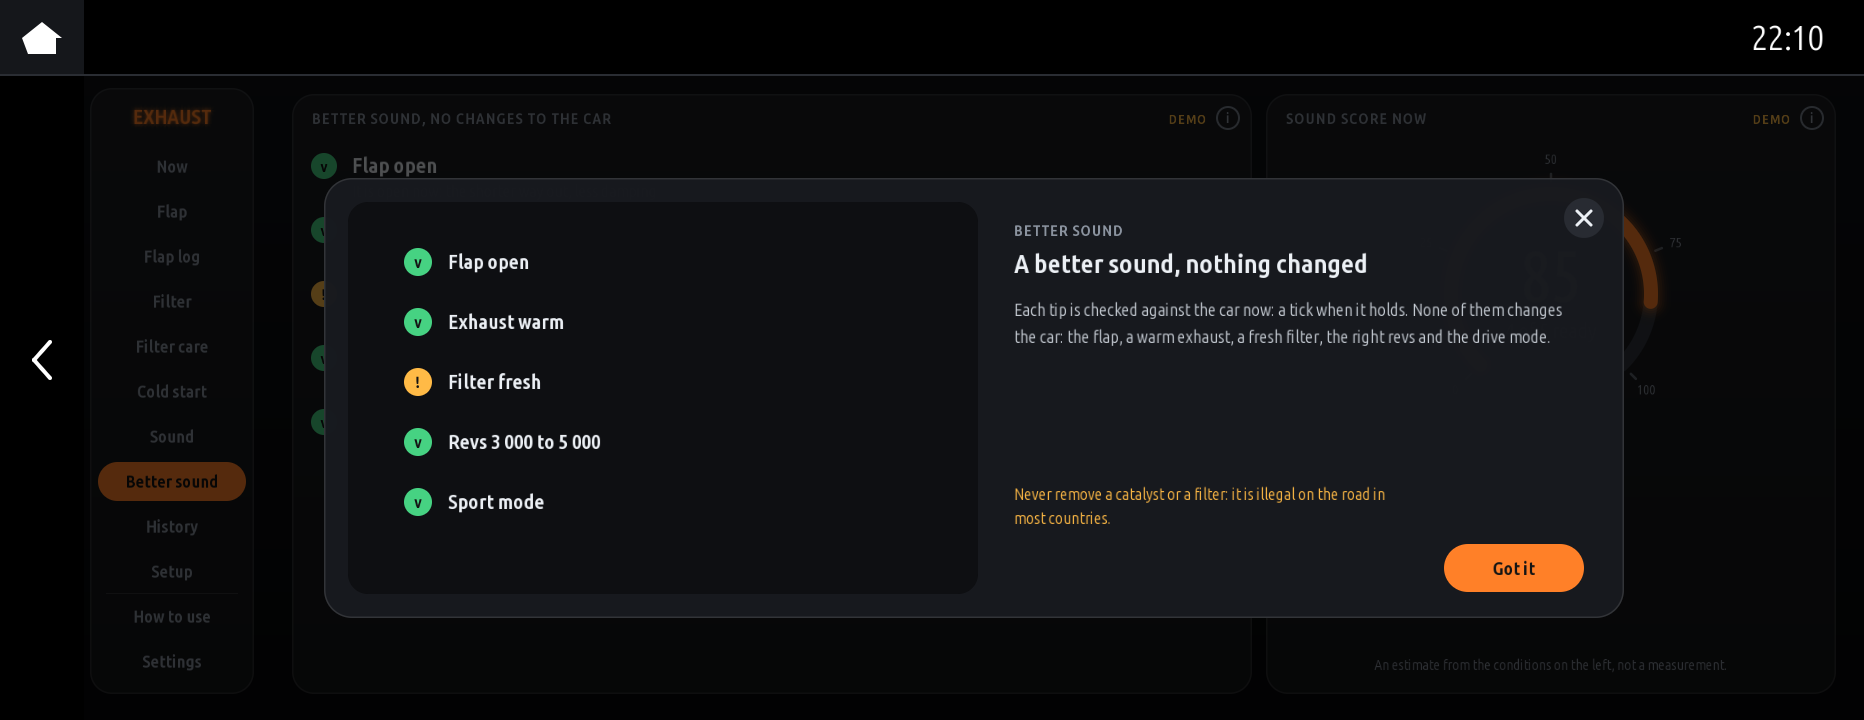 22:10
EXHAUST
Now
Flap
Flap log
Filter
Filter care
Cold start
Sound
Better sound
History
Setup
How to use
Settings
BETTER SOUND, NO CHANGES TO THE CAR
DEMO i
v Flap open
SOUND SCORE NOW
DEMO i
50
75
85
100
An estimate from the conditions on the left, not a measurement.
v Flap open
v Exhaust warm
! Filter fresh
v Revs 3 000 to 5 000
v Sport mode
BETTER SOUND
A better sound, nothing changed
Each tip is checked against the car now: a tick when it holds. None of them changes
the car: the flap, a warm exhaust, a fresh filter, the right revs and the drive mode.
Never remove a catalyst or a filter: it is illegal on the road in
most countries.
Got it